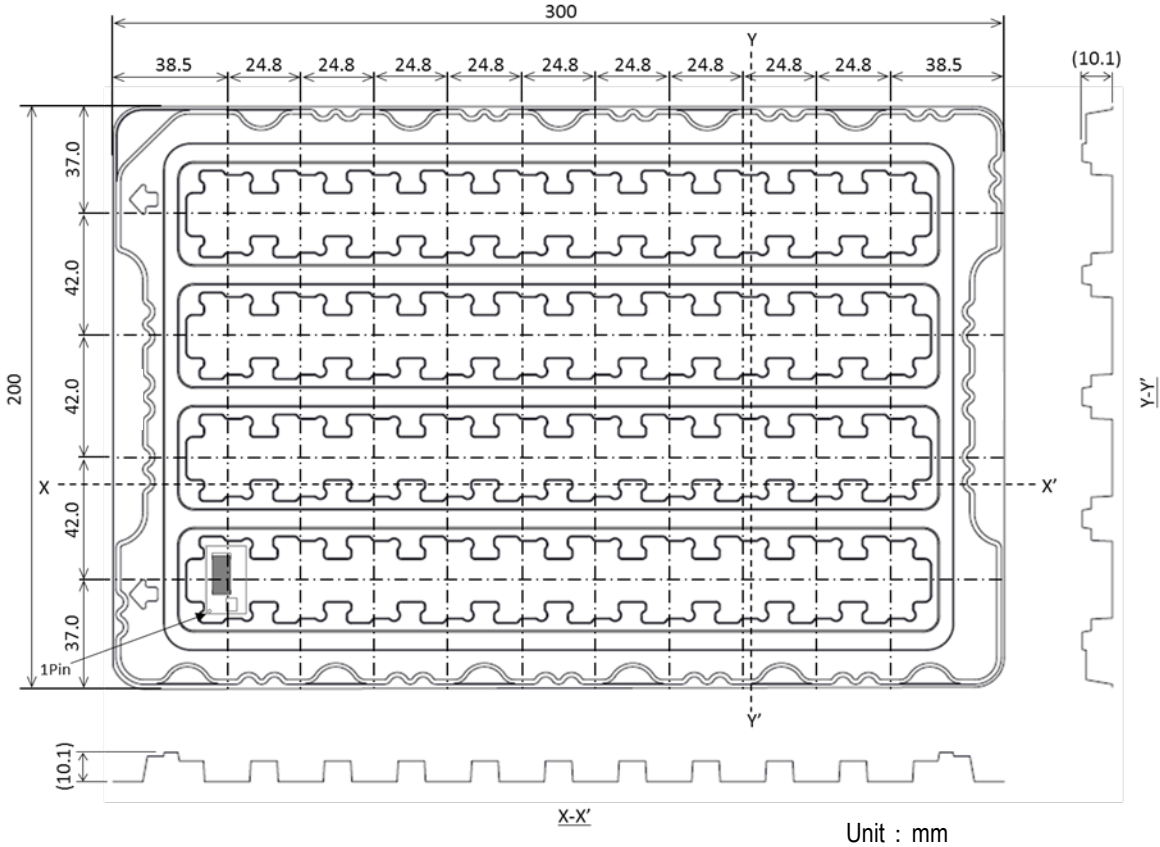 300
Y
38.5 24.8 24.8 24.8 24.8 24.8 24.8 24.8 24.8 24.8 38.5
(10.1)
37.0
42.0
200
42.0
Y-Y’
X X’
42.0
37.0
1Pin
Y’
(10.1)
X-X’
Unit : mm